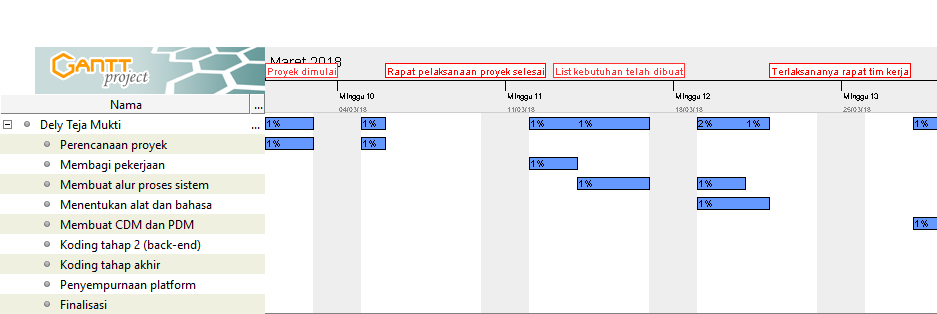 GANTT
project
Maret 2018
Proyek dimulai
Rapat pelaksanaan proyek selesai
List kebutuhan telah dibuat
Terlaksananya rapat tim kerja
Minggu 10
Minggu 11
Minggu 12
Minggu 13
04/03/18
11/03/18
18/03/18
25/03/18
Nama ...
Dely Teja Mukti ... 1% 1% 1% 1% 2% 1% 1%
Perencanaan proyek 1% 1%
Membagi pekerjaan 1%
Membuat alur proses sistem 1% 1%
Menentukan alat dan bahasa 1%
Membuat CDM dan PDM 1%
Koding tahap 2 (back-end)
Koding tahap akhir
Penyempurnaan platform
Finalisasi